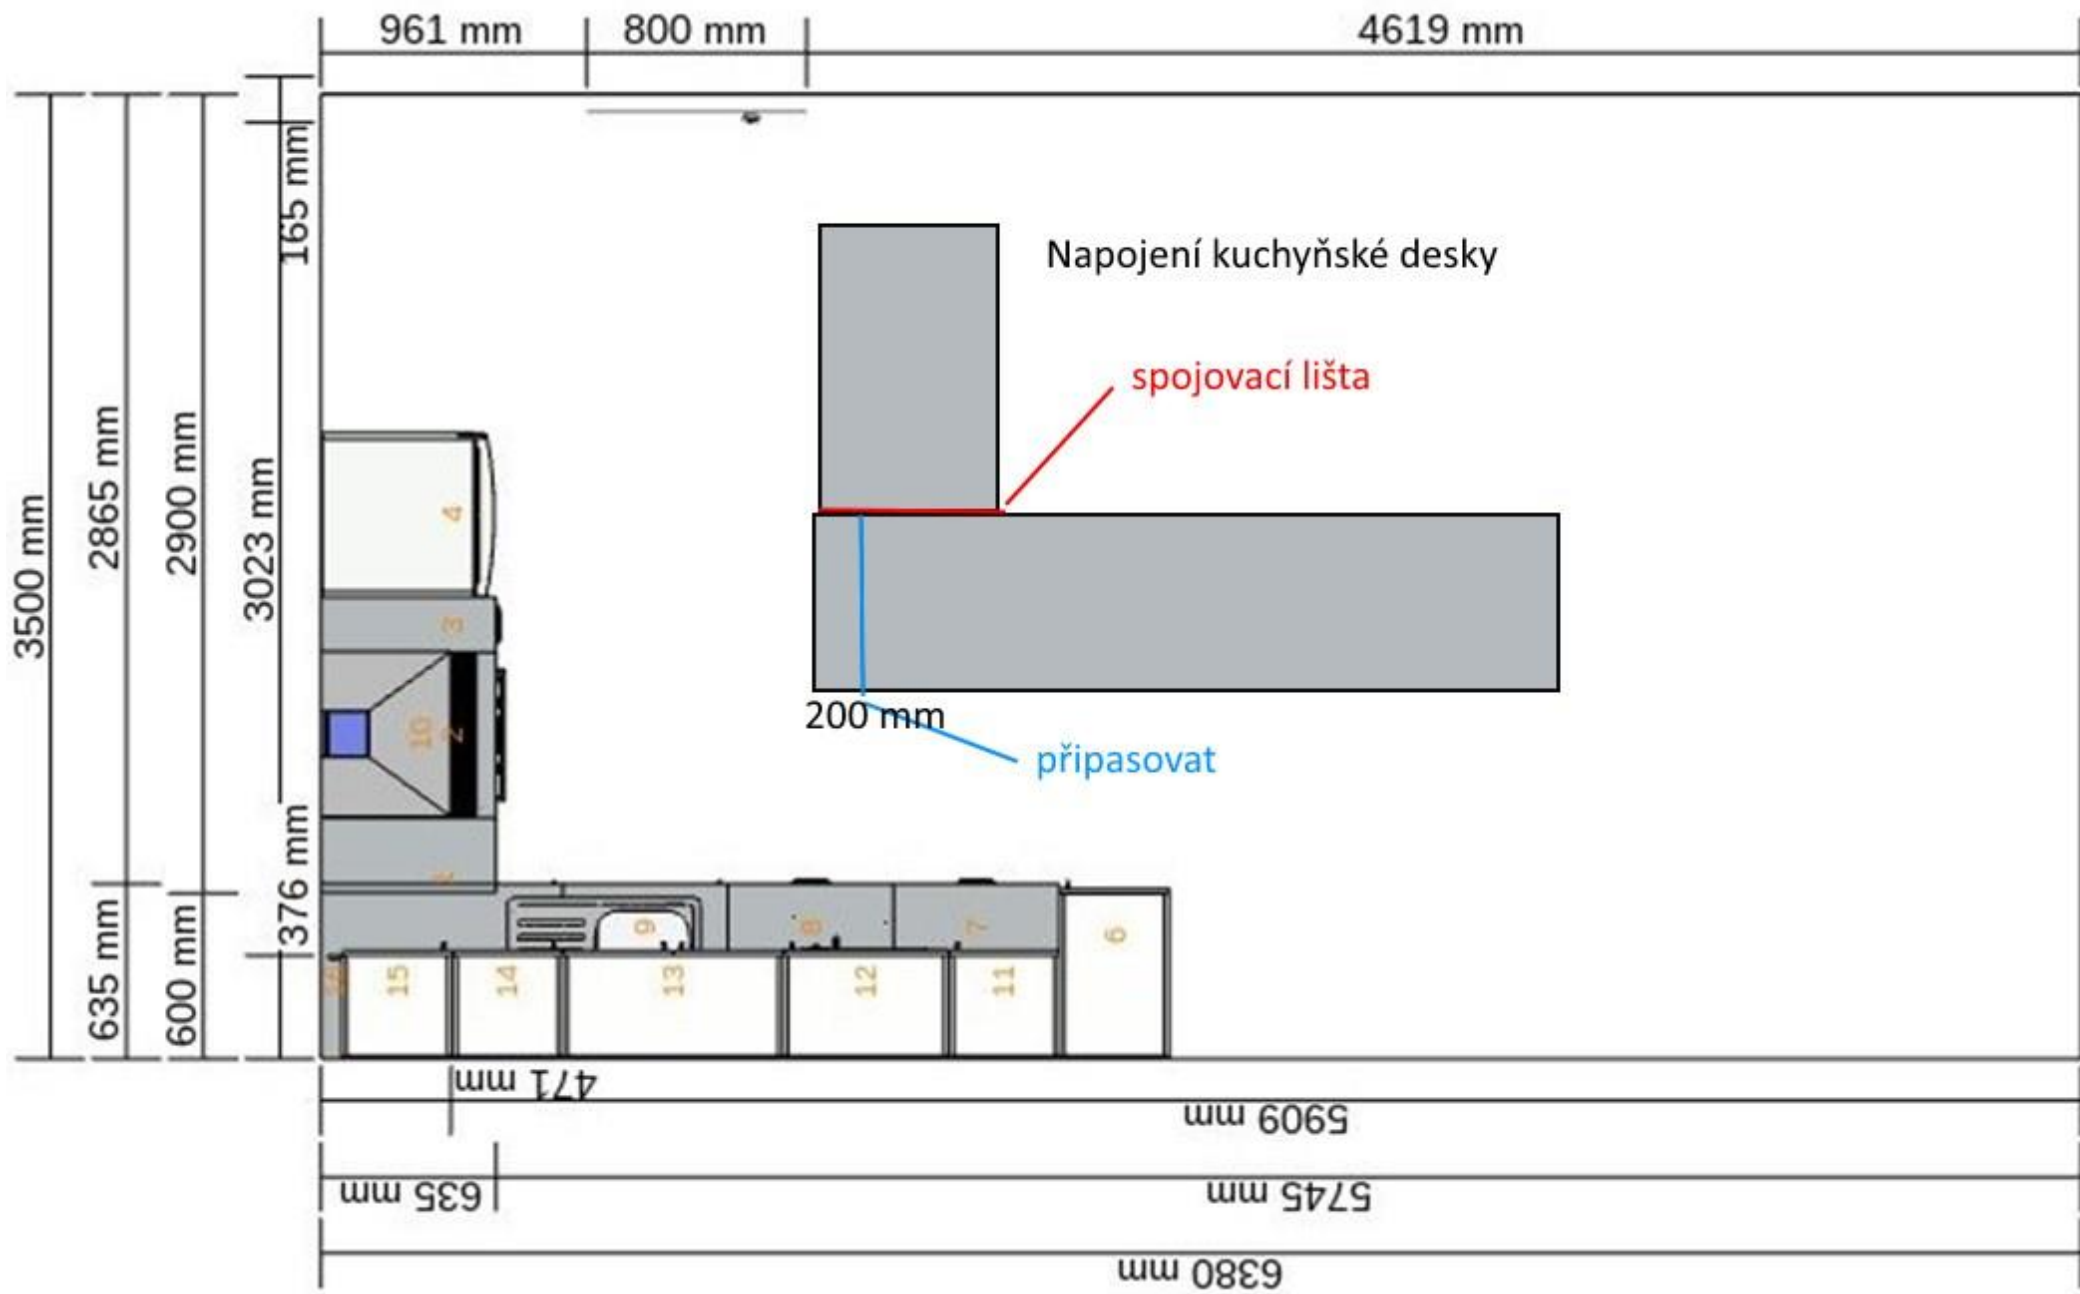 961 mm
800 mm
4619 mm
165 mm
3500 mm
2865 mm
2900 mm
3023 mm
376 mm
635 mm
600 mm
Napojení kuchyňské desky
spojovací lišta
200 mm
připasovat
4
3
10
2
9
8
7
6
15
14
13
12
11
471 mm
5909 mm
635 mm
5745 mm
6380 mm